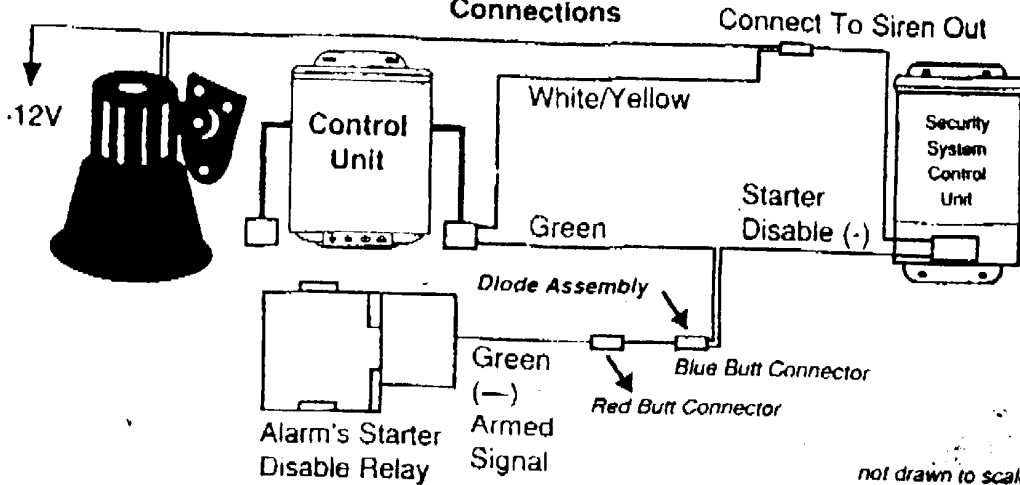 Connections
Connect To Siren Out
·12V
Control
Unit
White/Yellow
Security
System
Control
Unit
Starter
Disable (-)
Green
Diode Assembly
Blue Butt Connector
Red Butt Connector
Green
(—)
Armed
Signal
Alarm's Starter
Disable Relay
not drawn to scale